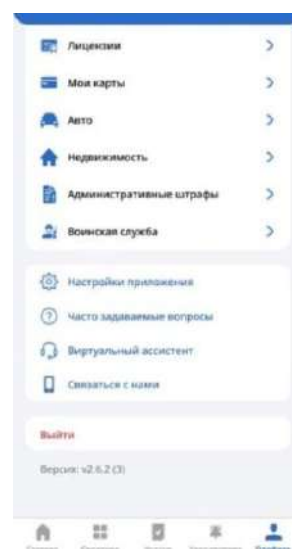 Лицензии
Мои карты
Авто
Недвижимость
Административные штрафы
Воинская служба
Настройки приложения
Часто задаваемые вопросы
Виртуальный ассистент
Связаться с нами
Выйти
Версия: v2.6.2 (3)